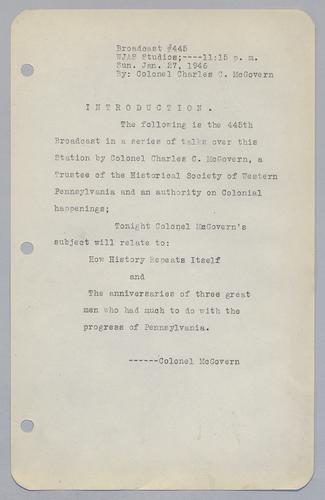 Broadcast #445
WJAS Studios;----11:15 p. m.
Sun. Jan. 27, 1946
By: Colonel Charles C. McGovern
I N T R O D U C T I O N .
The following is the 445th
Broadcast in a series of talks over this
Station by Colonel Charles C. McGovern, a
Trustee of the Historical Society of Western
Pennsylvania and an authority on Colonial
happenings;
Tonight Colonel McGovern's
subject will relate to:
How History Repeats Itself
and
The anniversaries of three great
men who had much to do with the
progress of Pennsylvania.
------Colonel McGovern